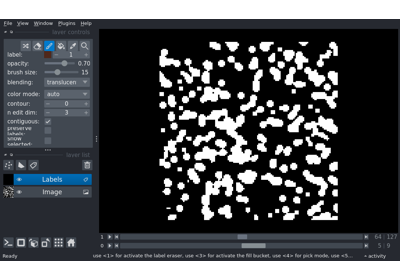 File View Window Plugins Help
layer controls
label: 1
opacity: 0.70
brush size: 15
blending: translucen
color mode: auto
contour: 0
n edit dim: 3
contiguous: ✓
preserve
labels:
show
selected:
layer list
Labels
Image
1 64 127
0 5 9
Ready use <1> for activate the label eraser, use <3> for activate the fill bucket, use <4> for pick mode, use <5... activity